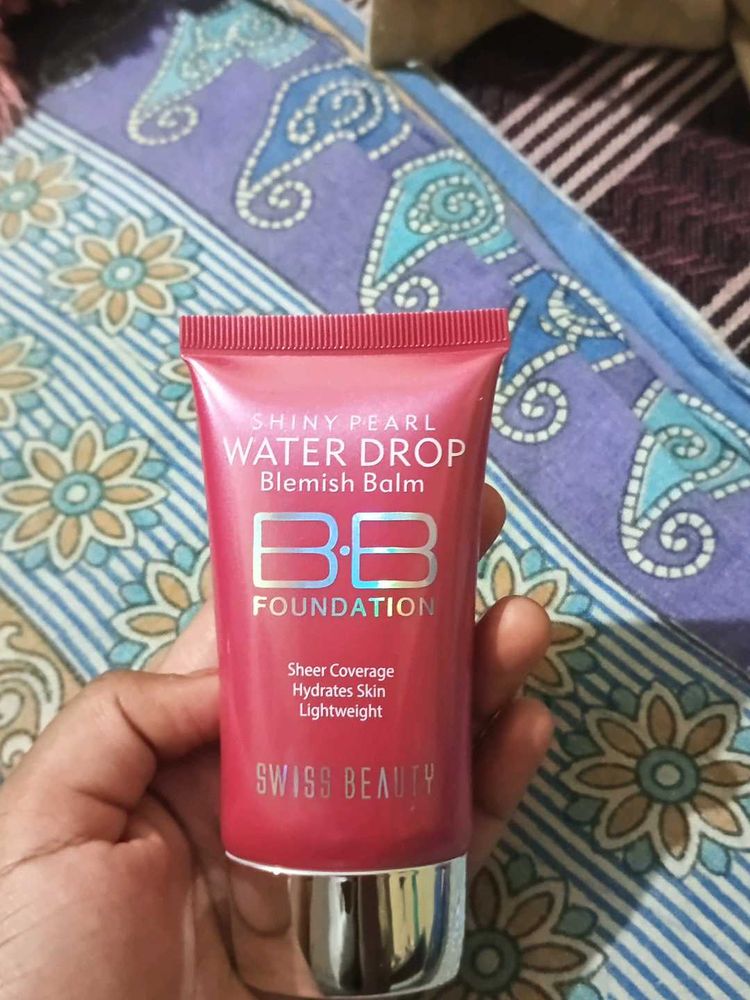 SHINY PEARL
WATER DROP
Blemish Balm
B·B
FOUNDATION
Sheer Coverage
Hydrates Skin
Lightweight
SWISS BEAUTY